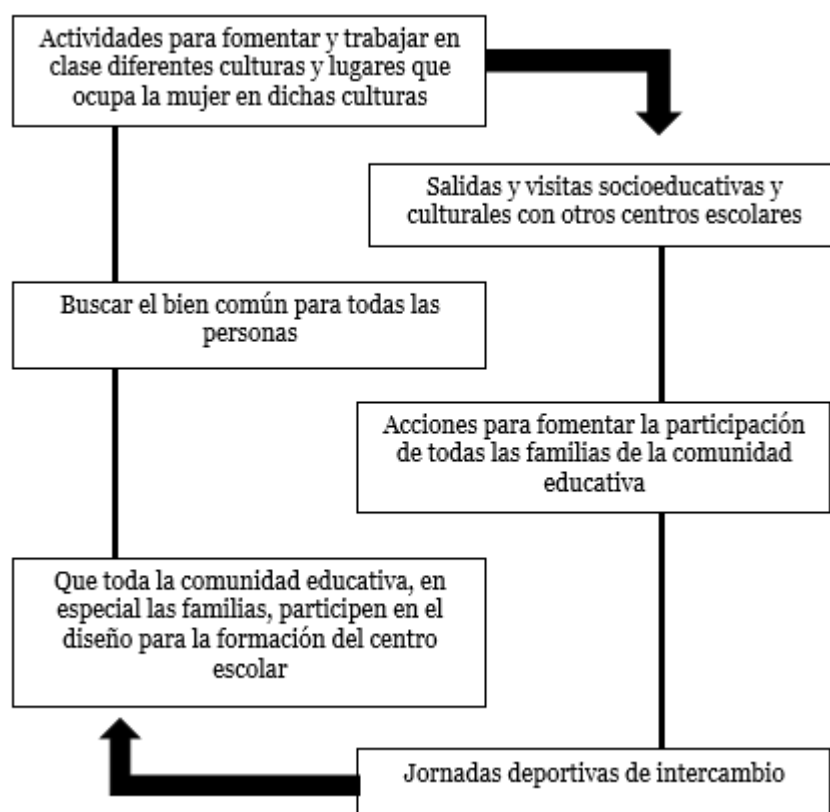 Actividades para fomentar y trabajar en
clase diferentes culturas y lugares que
ocupa la mujer en dichas culturas
Salidas y visitas socioeducativas y
culturales con otros centros escolares
Buscar el bien común para todas las
personas
Acciones para fomentar la participación
de todas las familias de la comunidad
educativa
Que toda la comunidad educativa, en
especial las familias, participen en el
diseño para la formación del centro
escolar
Jornadas deportivas de intercambio